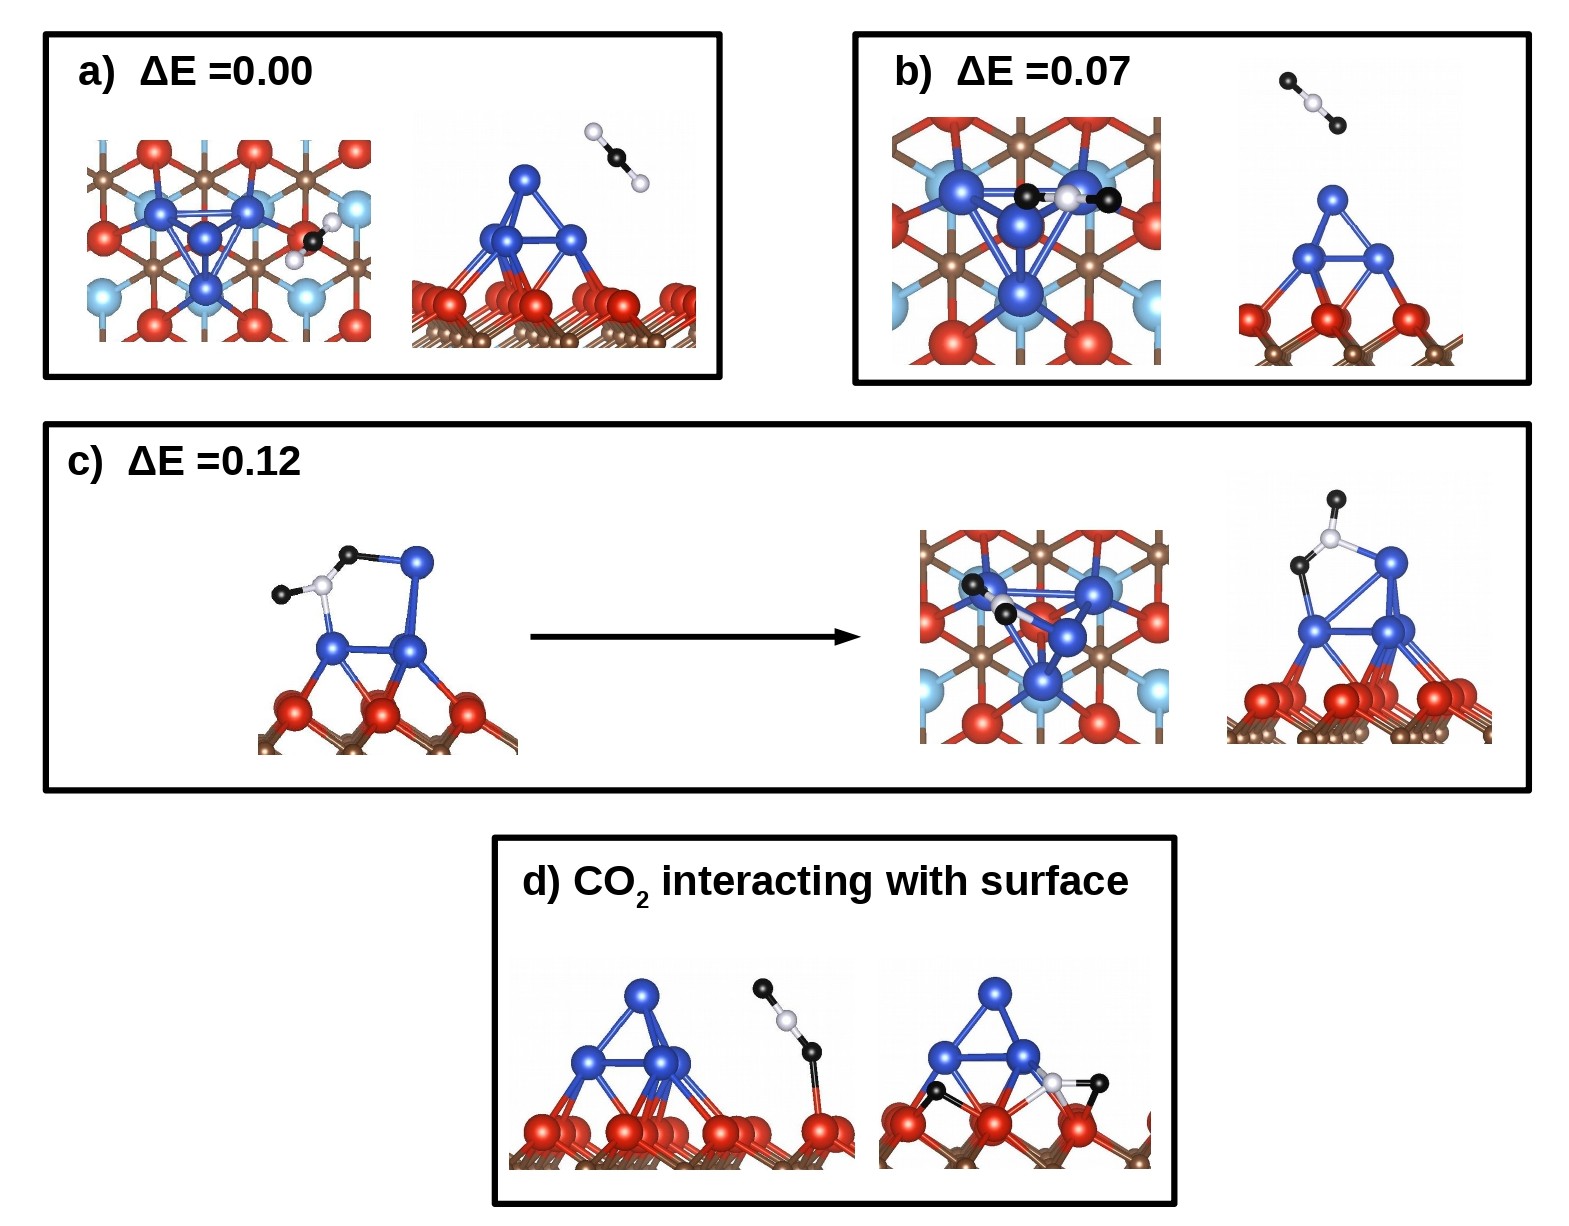 a) ΔE =0.00
b) ΔE =0.07
c) ΔE =0.12
d) CO₂ interacting with surface